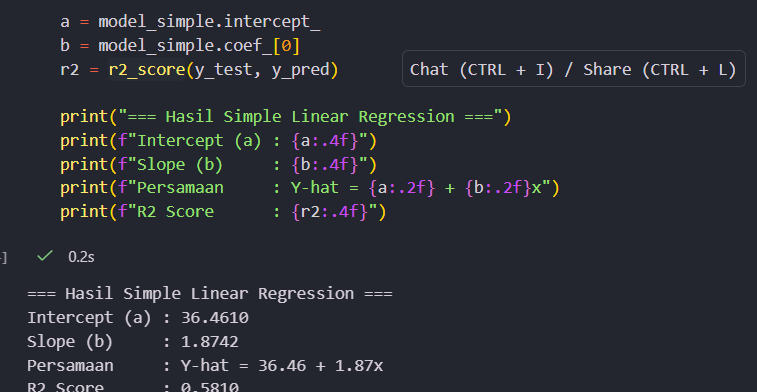 a = model_simple.intercept_
b = model_simple.coef_[0]
r2 = r2_score(y_test, y_pred)
Chat (CTRL + I) / Share (CTRL + L)
print("=== Hasil Simple Linear Regression ===")
print(f"Intercept (a) : {a:.4f}")
print(f"Slope (b)     : {b:.4f}")
print(f"Persamaan     : Y-hat = {a:.2f} + {b:.2f}x")
print(f"R2 Score      : {r2:.4f}")
]
0.2s
=== Hasil Simple Linear Regression ===
Intercept (a) : 36.4610
Slope (b)     : 1.8742
Persamaan     : Y-hat = 36.46 + 1.87x
R2 Score      : 0.5810